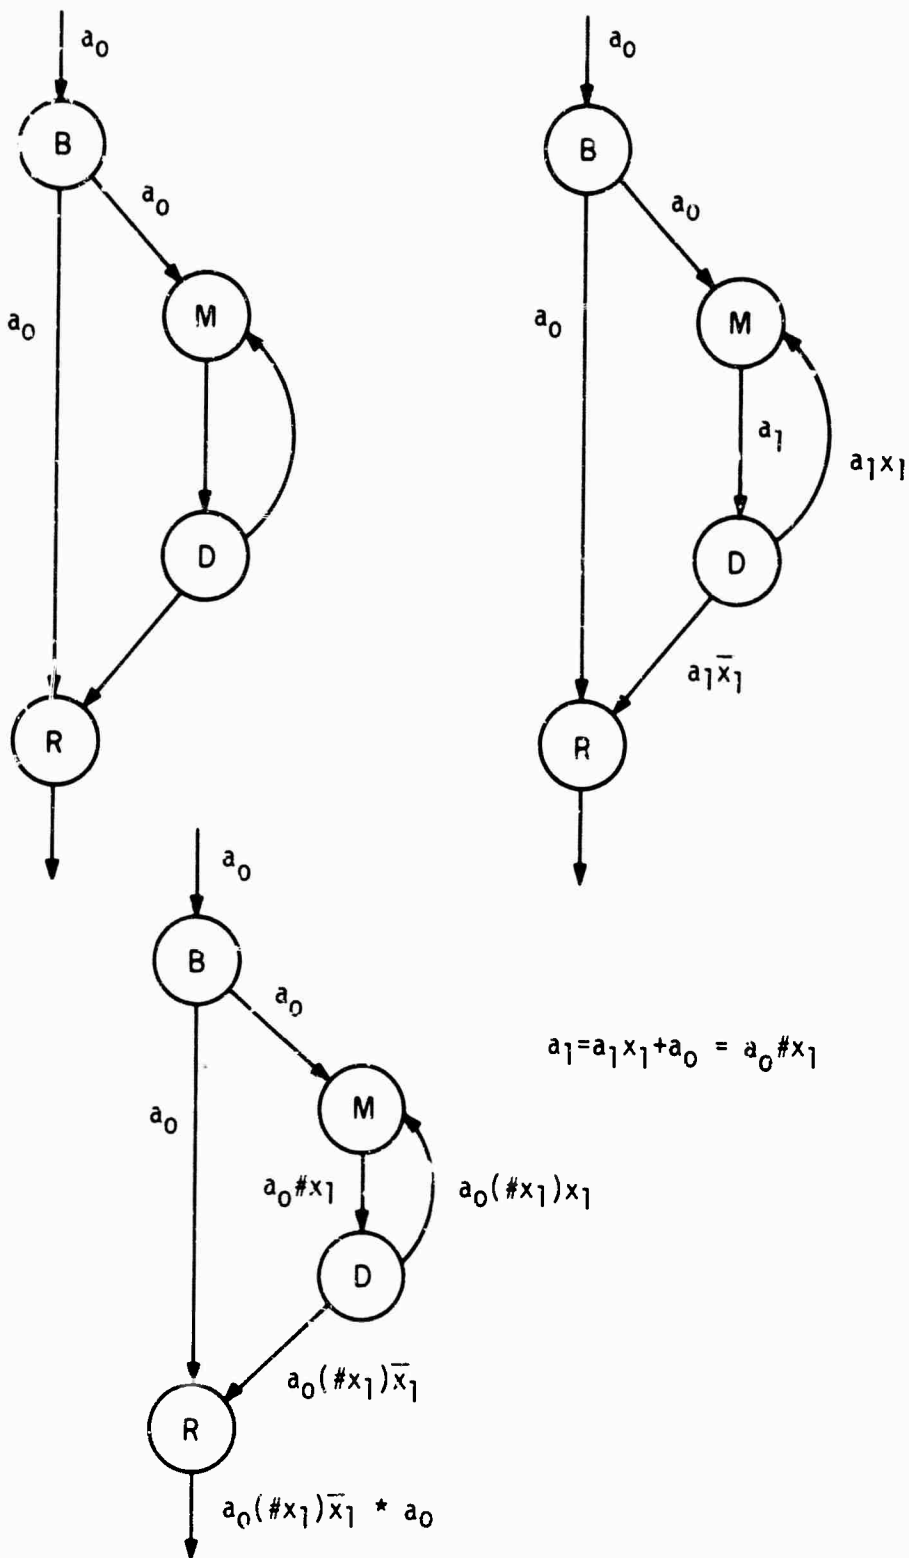 a₀
B
a₀
a₀
M
D
R
a₀
B
a₀
a₀
M
a₁
a₁x₁
D
a₁x̅₁
R
a₀
B
a₀
a₁=a₁x₁+a₀ = a₀#x₁
a₀
M
a₀#x₁
a₀(#x₁)x₁
D
a₀(#x₁)x̅₁
R
a₀(#x₁)x̅₁ * a₀